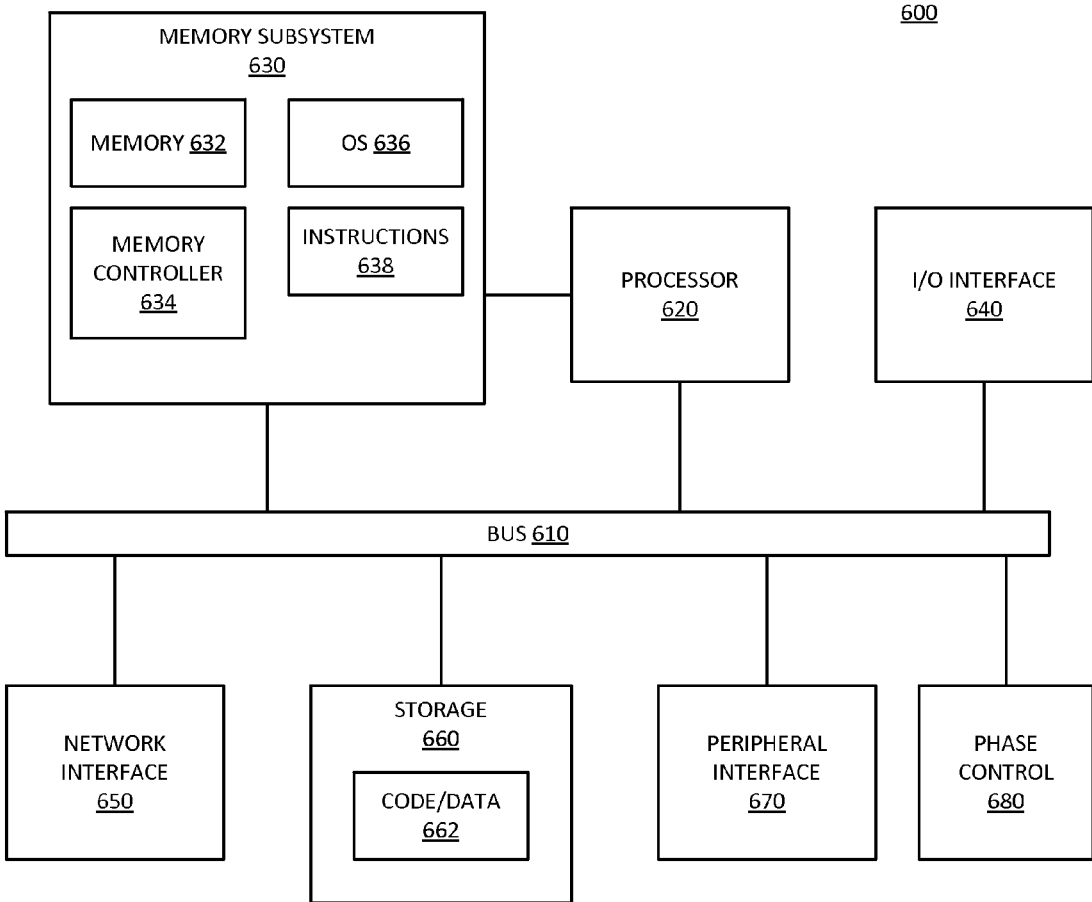 600
MEMORY SUBSYSTEM
630
MEMORY 632
OS 636
MEMORY
CONTROLLER
634
INSTRUCTIONS
638
PROCESSOR
620
I/O INTERFACE
640
BUS 610
NETWORK
INTERFACE
650
STORAGE
660
CODE/DATA
662
PERIPHERAL
INTERFACE
670
PHASE
CONTROL
680